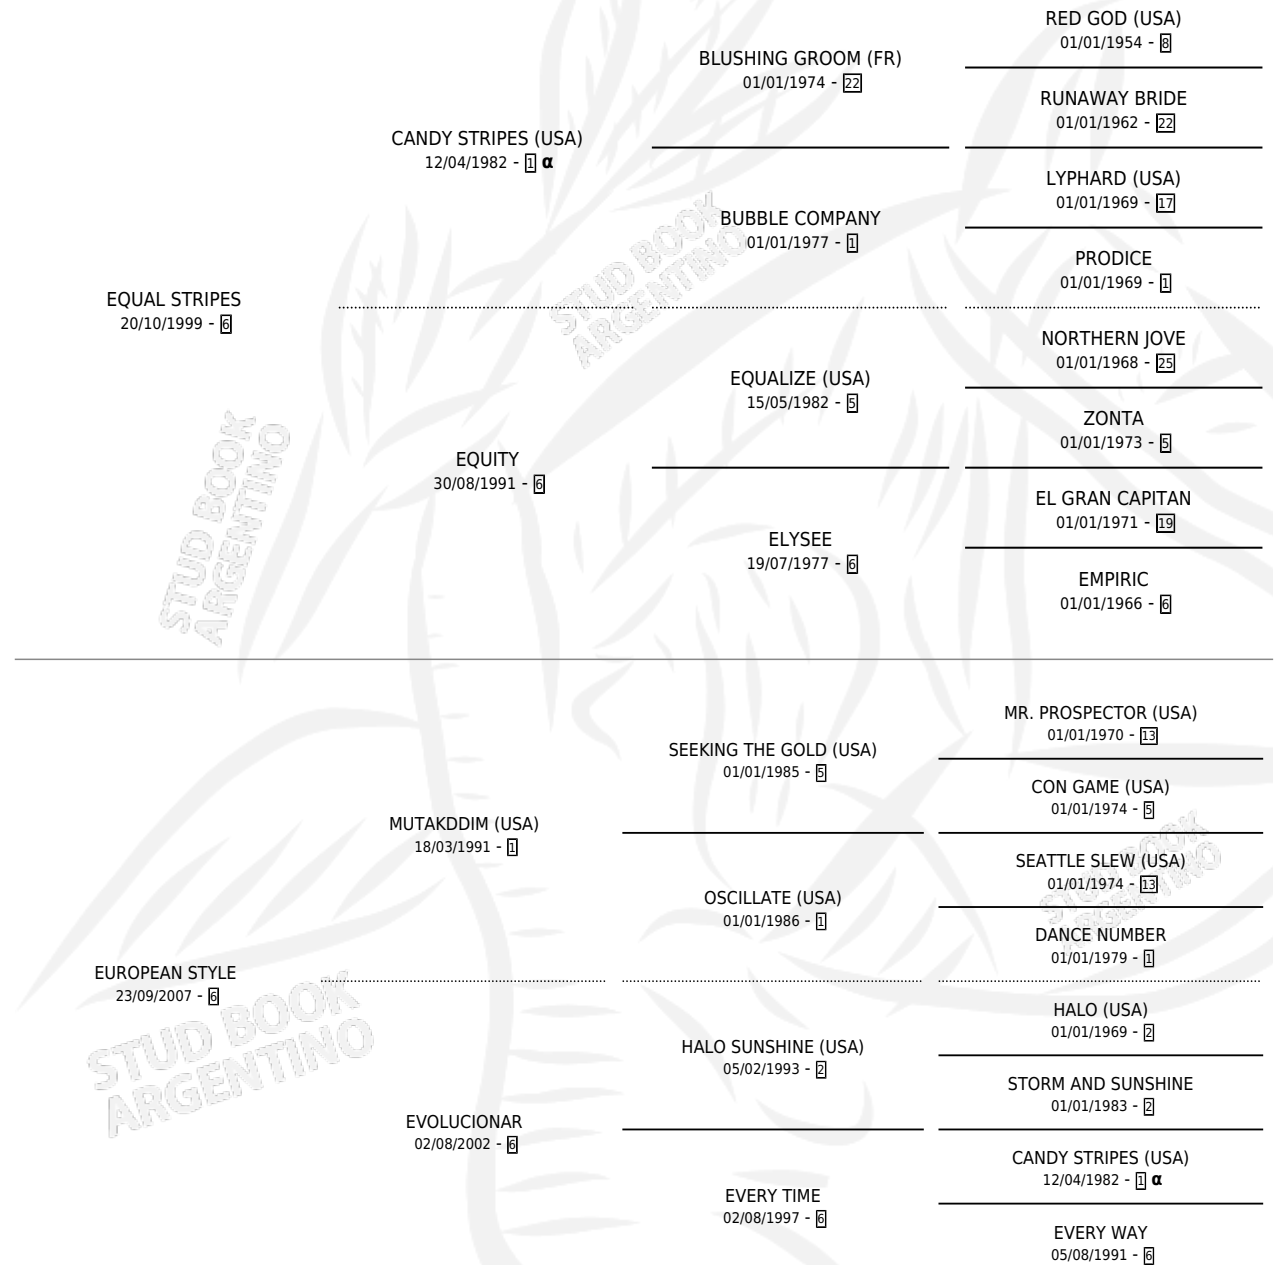 RED GOD (USA)
01/01/1954 - 8
BLUSHING GROOM (FR)
01/01/1974 - 22
RUNAWAY BRIDE
01/01/1962 - 22
CANDY STRIPES (USA)
12/04/1982 - 1 α
LYPHARD (USA)
01/01/1969 - 17
BUBBLE COMPANY
01/01/1977 - 1
PRODICE
01/01/1969 - 1
EQUAL STRIPES
20/10/1999 - 6
NORTHERN JOVE
01/01/1968 - 25
EQUALIZE (USA)
15/05/1982 - 5
ZONTA
01/01/1973 - 5
EQUITY
30/08/1991 - 6
EL GRAN CAPITAN
01/01/1971 - 19
ELYSEE
19/07/1977 - 6
EMPIRIC
01/01/1966 - 6
STUD BOOK
ARGENTINO
STUD BOOK
ARGENTINO
MR. PROSPECTOR (USA)
01/01/1970 - 13
SEEKING THE GOLD (USA)
01/01/1985 - 5
CON GAME (USA)
01/01/1974 - 5
MUTAKDDIM (USA)
18/03/1991 - 1
SEATTLE SLEW (USA)
01/01/1974 - 13
OSCILLATE (USA)
01/01/1986 - 1
DANCE NUMBER
01/01/1979 - 1
EUROPEAN STYLE
23/09/2007 - 6
HALO (USA)
01/01/1969 - 2
HALO SUNSHINE (USA)
05/02/1993 - 2
STORM AND SUNSHINE
01/01/1983 - 2
EVOLUCIONAR
02/08/2002 - 6
CANDY STRIPES (USA)
12/04/1982 - 1 α
EVERY TIME
02/08/1997 - 6
EVERY WAY
05/08/1991 - 6
STUD BOOK
ARGENTINO
STUD BOOK
ARGENTINO